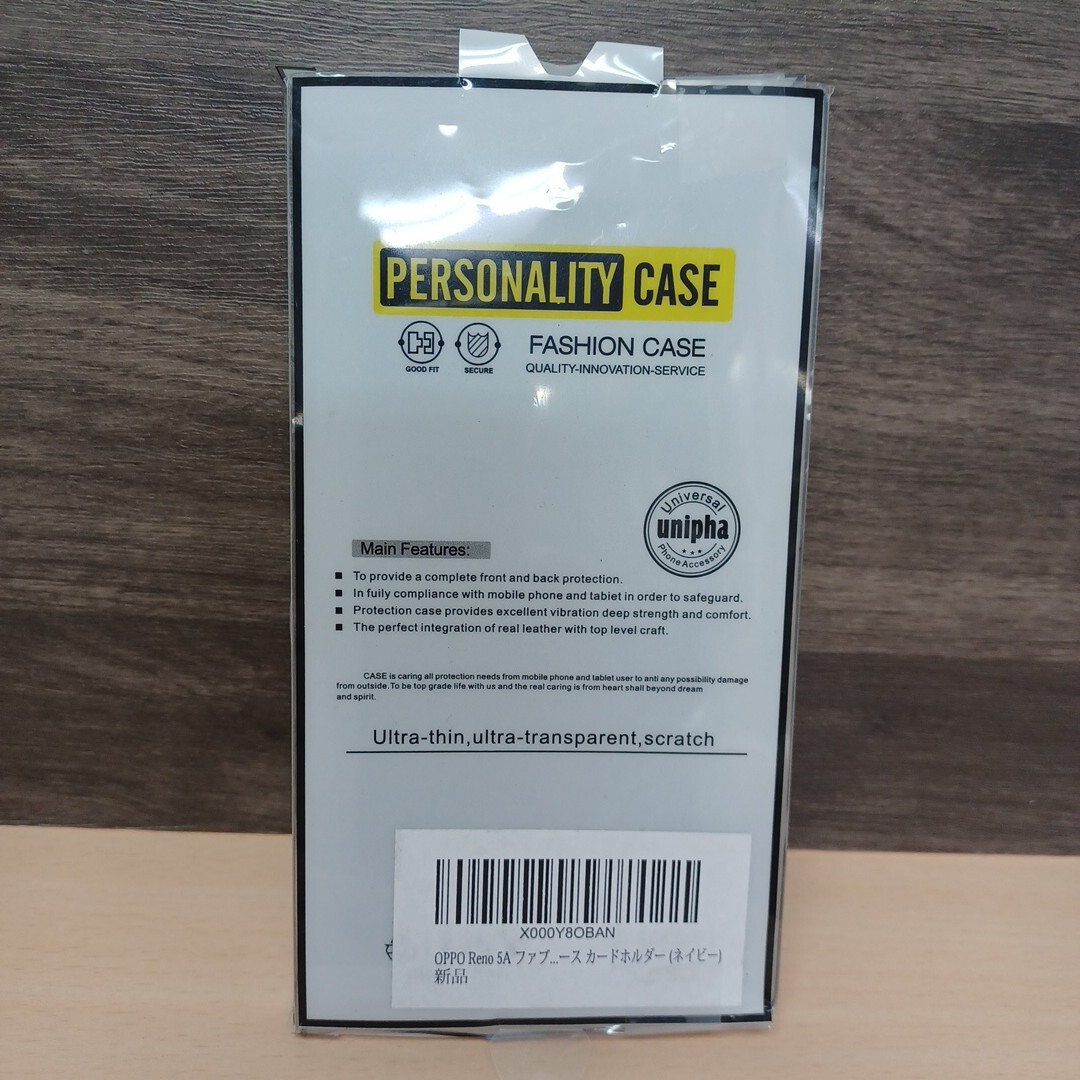 PERSONALITY CASE
GOOD FIT
SECURE
FASHION CASE
QUALITY-INNOVATION-SERVICE
Universal
unipha
Phone Accessory
Main Features:
To provide a complete front and back protection.
In fully compliance with mobile phone and tabiet in order to safeguard.
Protection case provides excellent vibration deep strength and comfort.
The perfect integration of real leather with top level craft.
CASE is caring all protection needs from mobile phone and tablet user to anti any possibility damage
from outside. To be top grade life with us and the real caring is from heart shall beyond dream
and spirit.
Ultra-thin,ultra-transparent,scratch
X000Y8OBAN
OPPO Reno 5A ファブ...ース カードホルダー (ネイビー)
新品